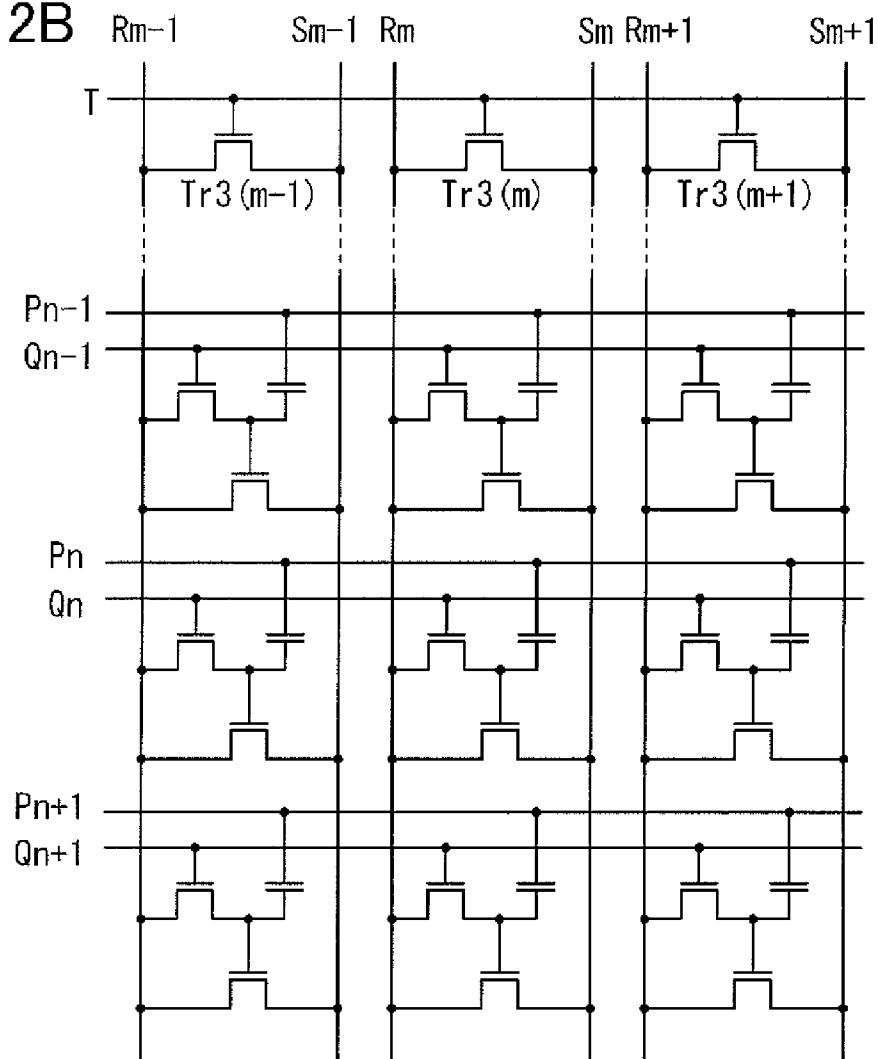 2B
Rm-1 Sm-1 Rm Sm Rm+1 Sm+1
T
Tr3(m-1) Tr3(m) Tr3(m+1)
Pn-1
Qn-1
Pn
Qn
Pn+1
Qn+1